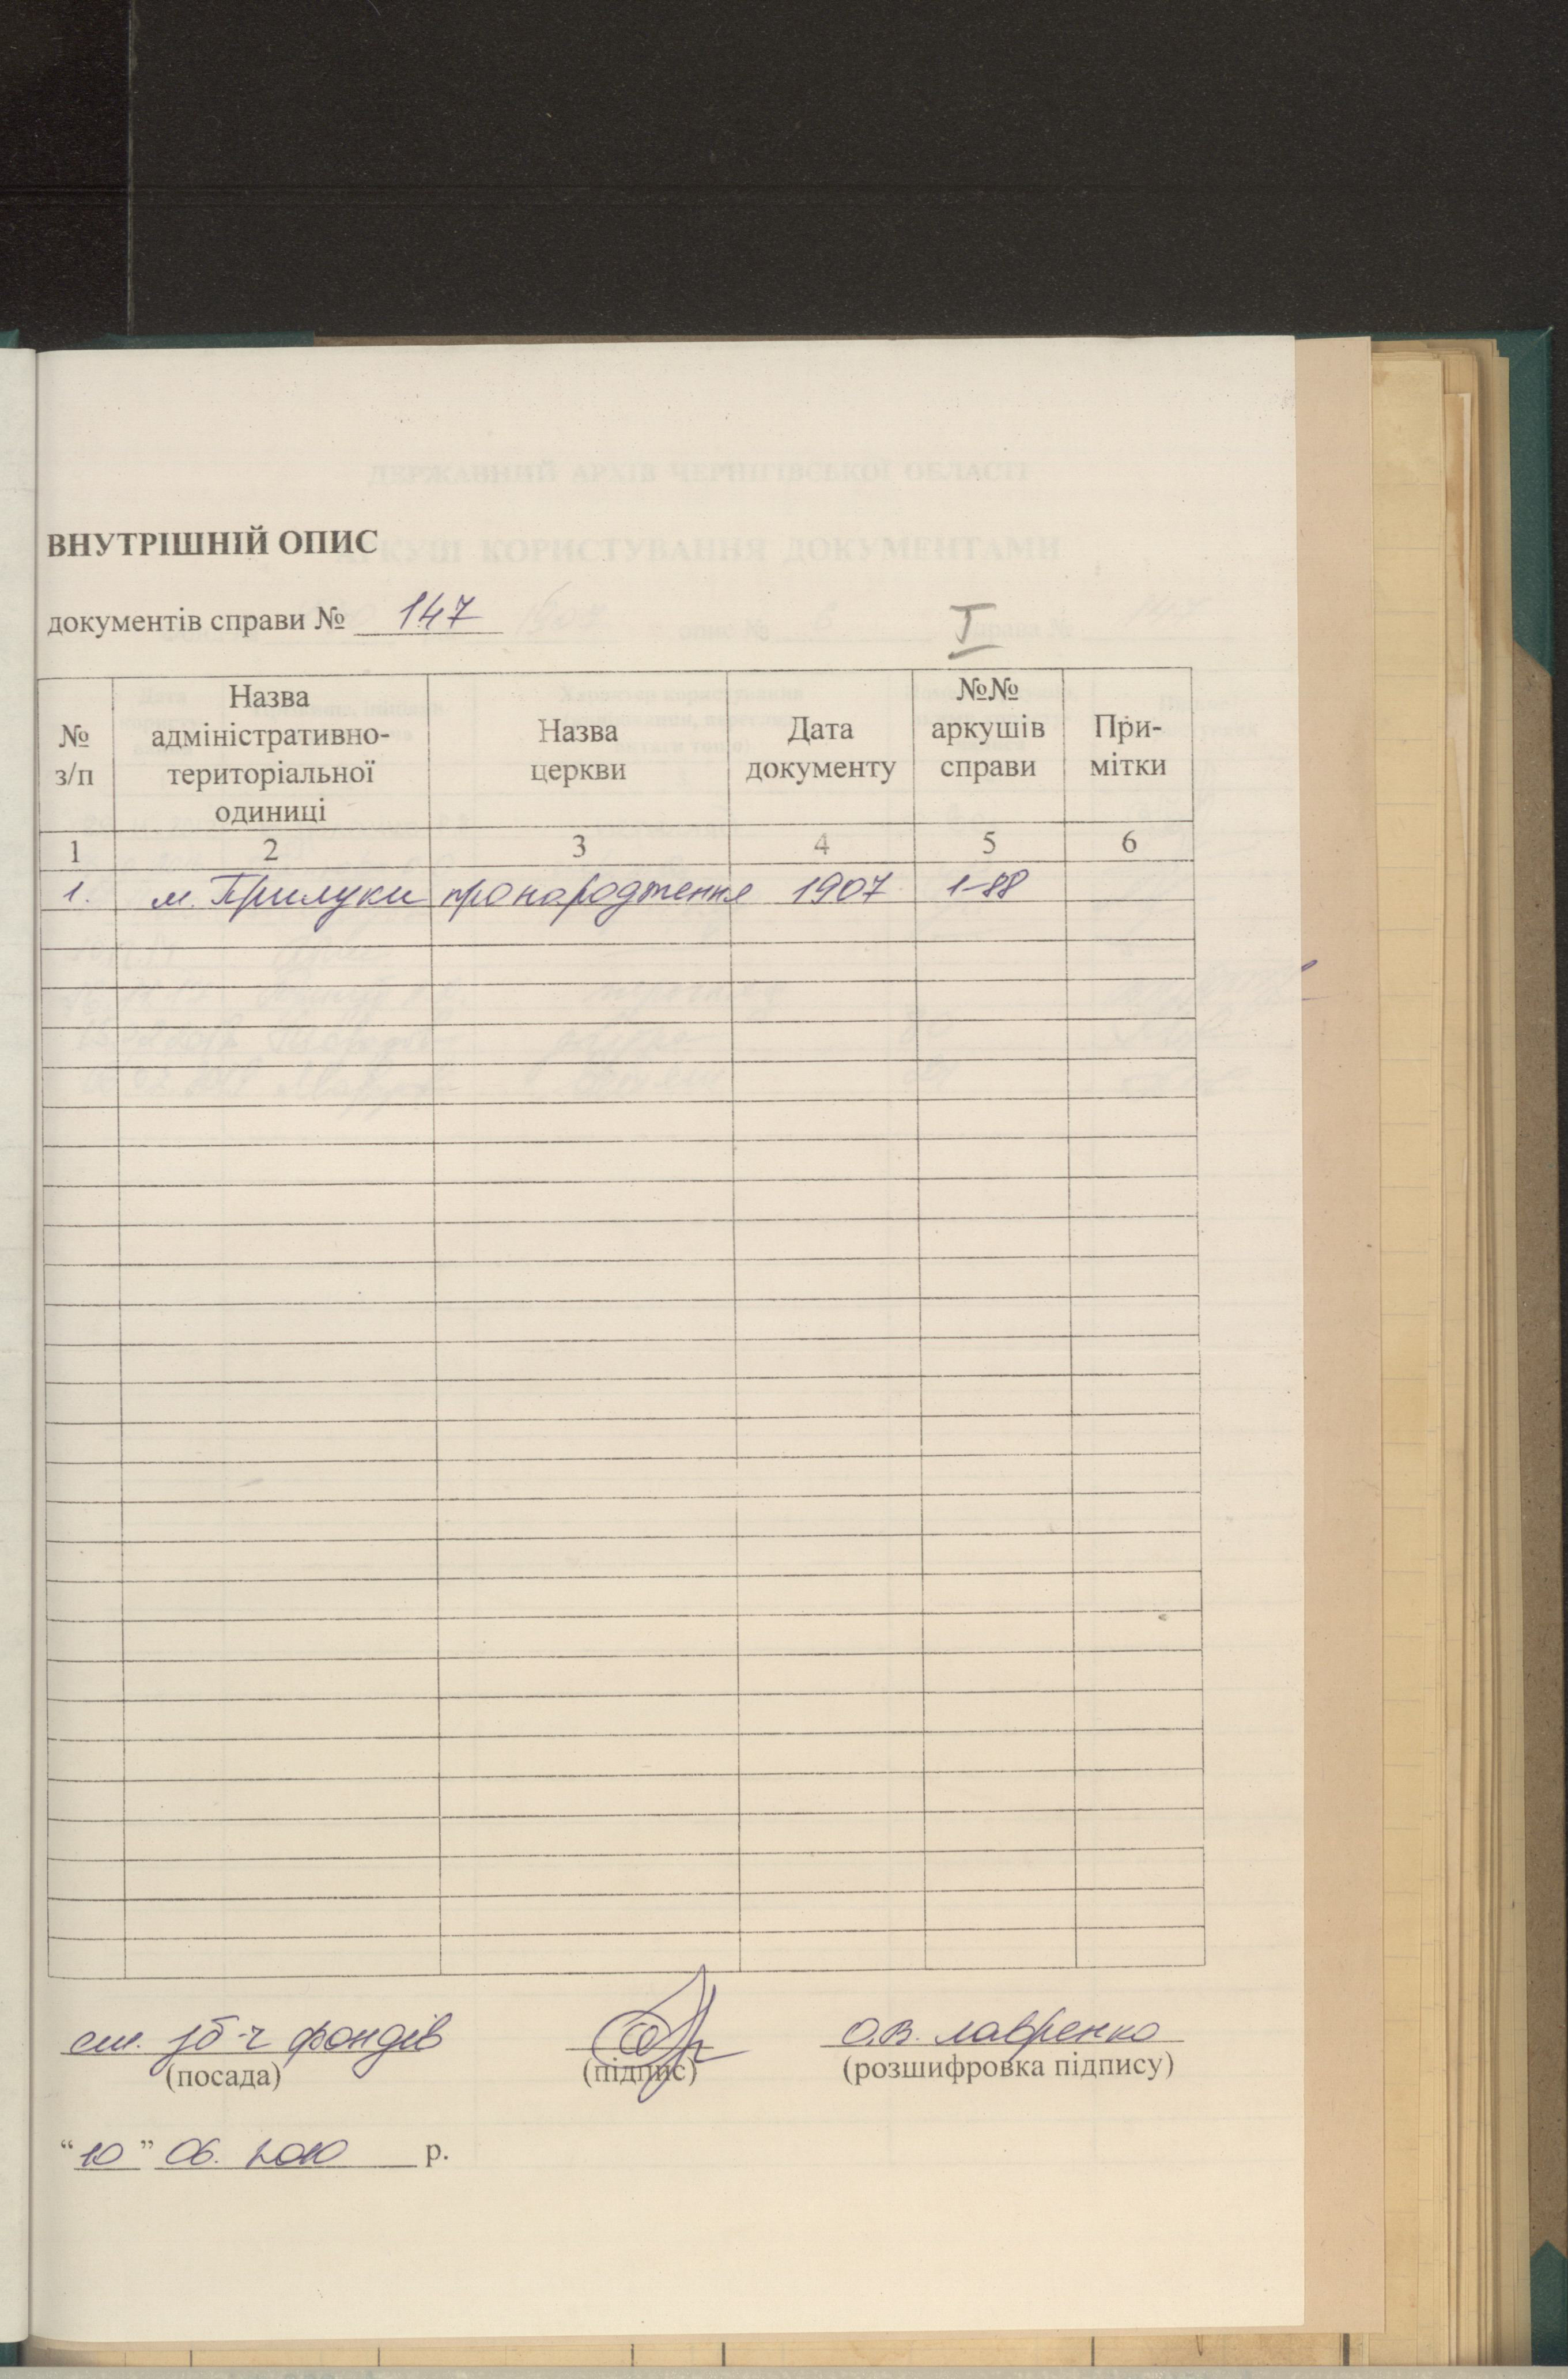 ВНУТРІШНІЙ ОПИС
документів справи № 147
I
№ з/п
Назва адміністративно-територіальної одиниці
Назва церкви
Дата документу
№№ аркушів справи
При-мітки
1 2 3 4 5 6
1. м. Прилуки про народження 1907 1-88
ст. зб-ч фондів О.В. Лавренко
(посада) (підпис) (розшифровка підпису)
“10” 06. 2010 р.